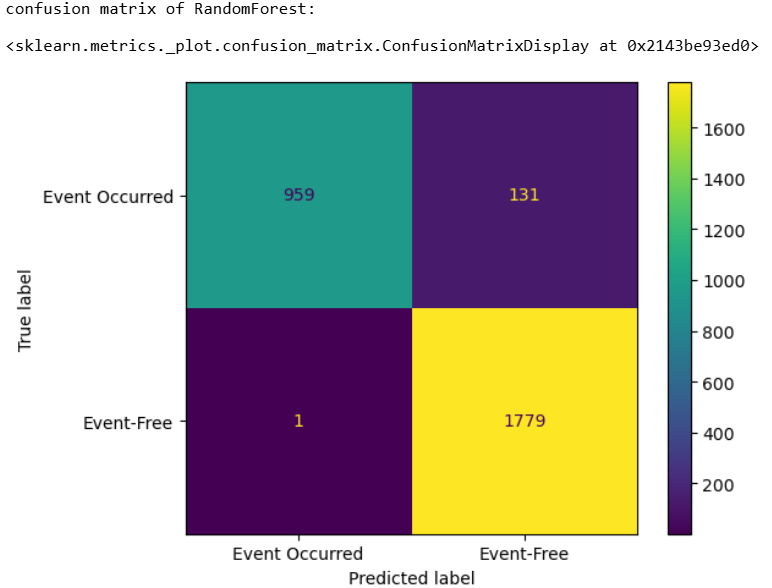 confusion matrix of RandomForest:
<sklearn.metrics._plot.confusion_matrix.ConfusionMatrixDisplay at 0x2143be93ed0>
Event Occurred
959
131
Event-Free
1
1779
True label
Event Occurred
Event-Free
Predicted label
1600
1400
1200
1000
800
600
400
200